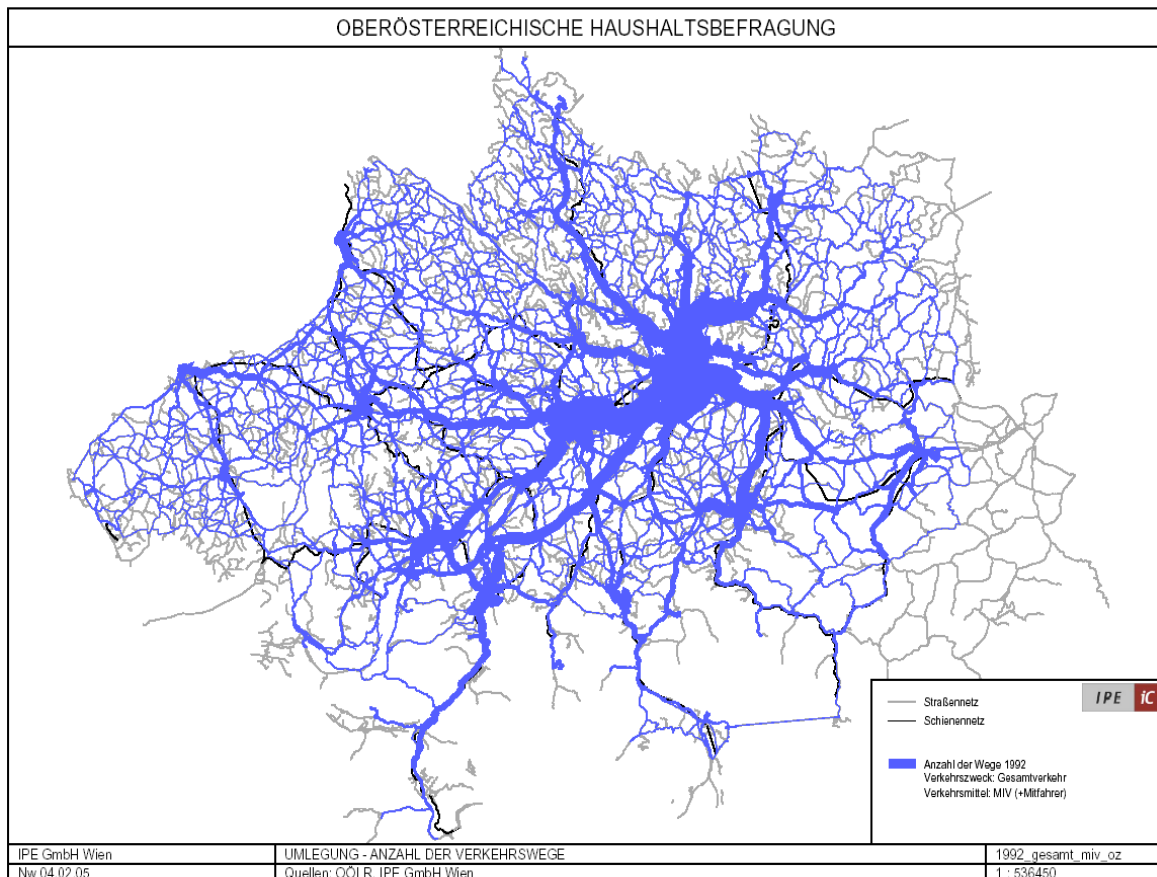 OBERÖSTERREICHISCHE HAUSHALTSBEFRAGUNG
IPE iC
Straßennetz
Schienennetz
Anzahl der Wege 1992
Verkehrszweck: Gesamtverkehr
Verkehrsmittel: MIV (+Mitfahrer)
IPE GmbH Wien
UMLEGUNG - ANZAHL DER VERKEHRSWEGE
1992_gesamt_miv_oz
Nw 04.02.05
Quellen: OÖLR, IPE GmbH Wien
1 : 536450